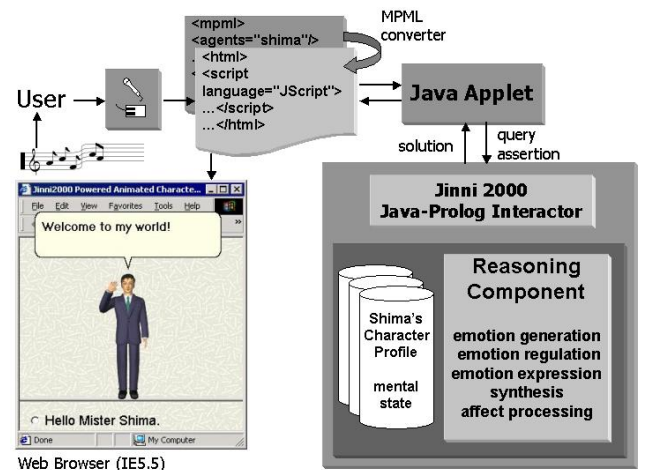 <mpml>
<agents="shima"/>
<html>
<script
language="JScript">
...</script>
...</html>
MPML
converter
User
Java Applet
solution
query
assertion
Jinni2000 Powered Animated Characte...
File Edit View Favorites Tools Help
Welcome to my world!
Hello Mister Shima.
Done
My Computer
Web Browser (IE5.5)
Jinni 2000
Java-Prolog Interactor
Shima's
Character
Profile
mental
state
Reasoning
Component
emotion generation
emotion regulation
emotion expression
synthesis
affect processing